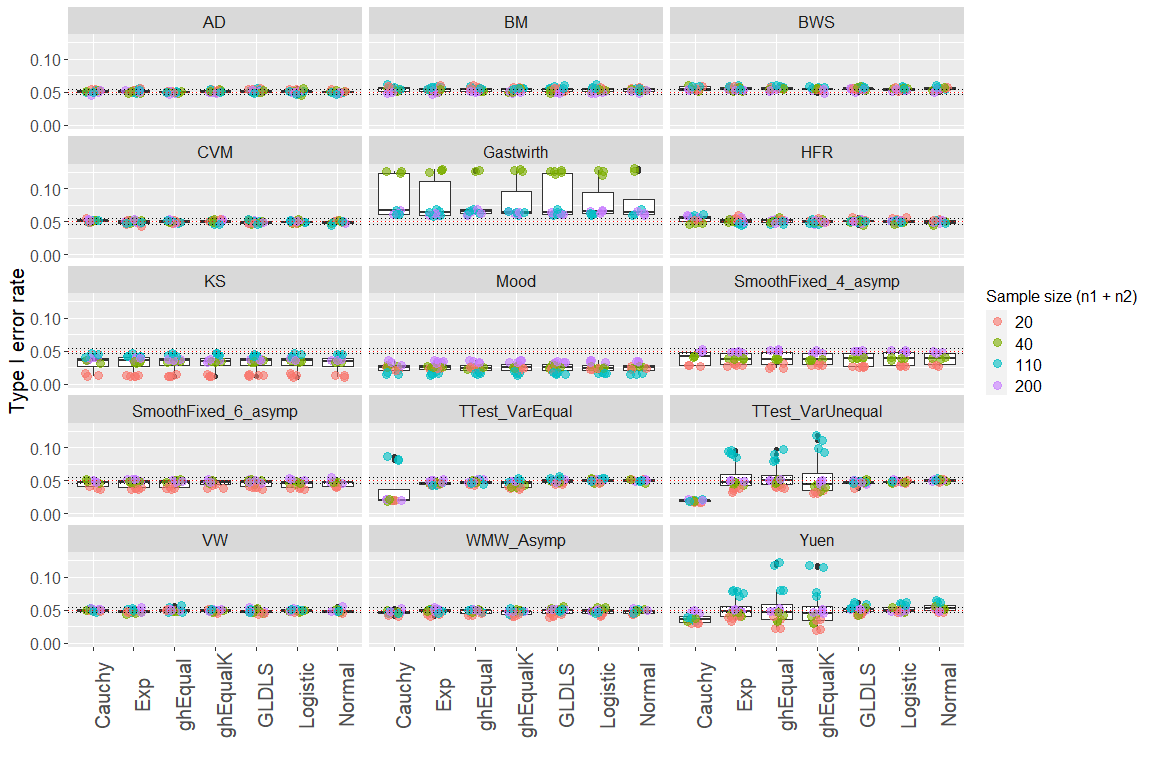 AD BM BWS
0.10
0.05
0.00
CVM Gastwirth HFR
0.10
0.05
0.00
KS Mood SmoothFixed_4_asymp
0.10
0.05
0.00
SmoothFixed_6_asymp TTest_VarEqual TTest_VarUnequal
0.10
0.05
0.00
VW WMW_Asymp Yuen
0.10
0.05
0.00
Cauchy Exp ghEqual ghEqualK GLDLS Logistic Normal Cauchy Exp ghEqual ghEqualK GLDLS Logistic Normal Cauchy Exp ghEqual ghEqualK GLDLS Logistic Normal
Type I error rate
Sample size (n1 + n2)
20
40
110
200